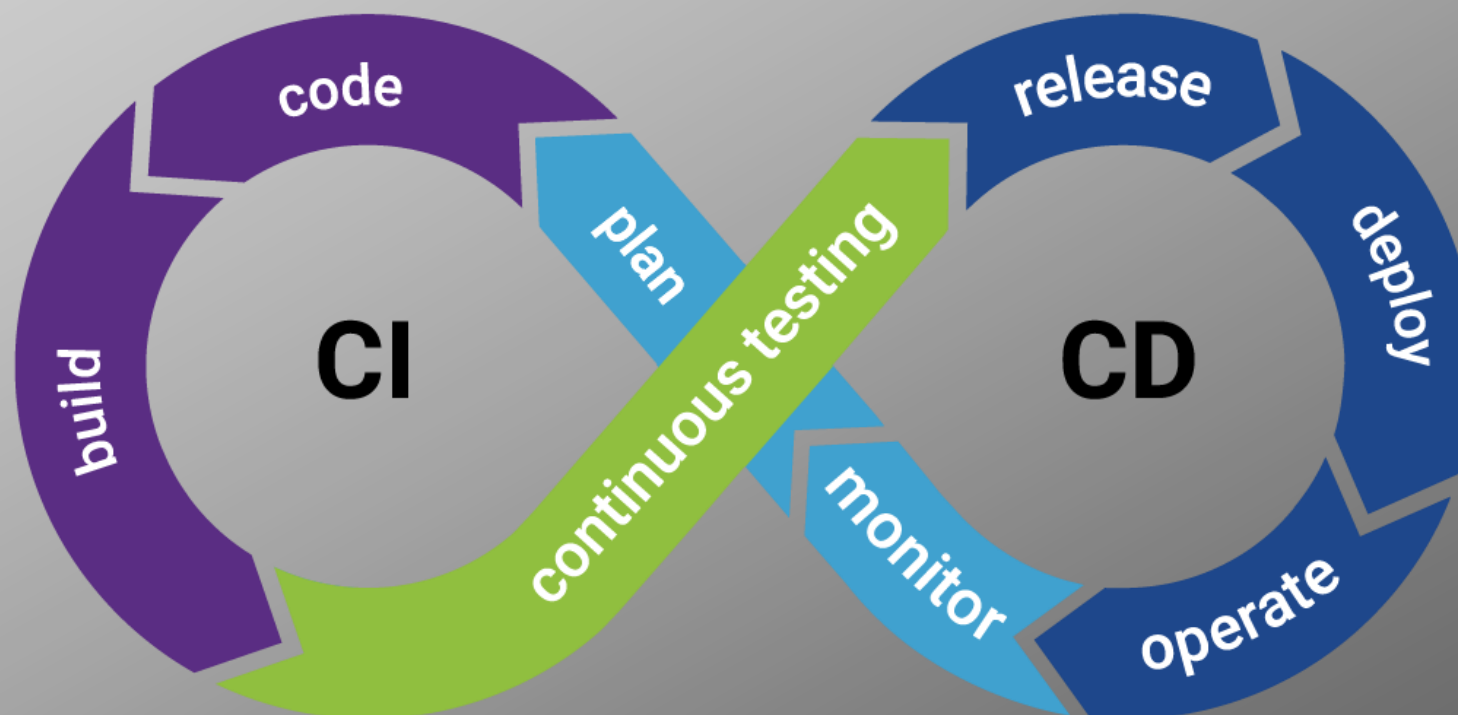 code
release
plan
deploy
CI
CD
build
continuous testing
monitor
operate